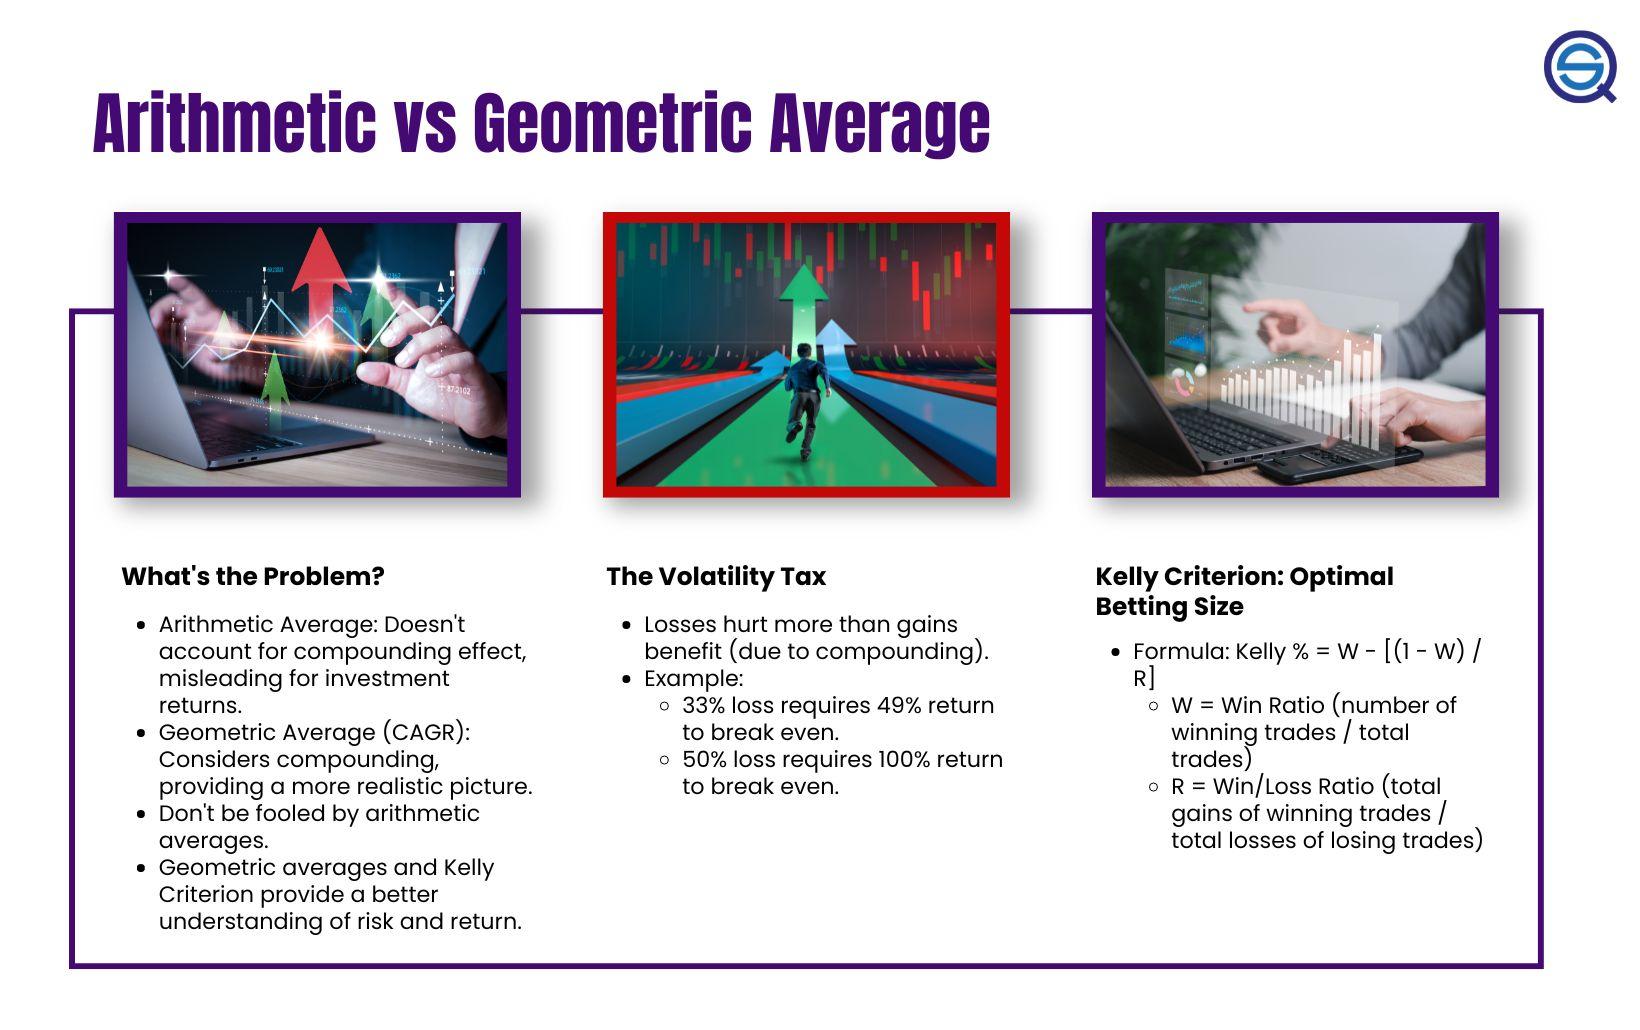 Arithmetic vs Geometric Average
69.21021
87.2102
What's the Problem?
• Arithmetic Average: Doesn't
account for compounding effect,
misleading for investment
returns.
• Geometric Average (CAGR):
Considers compounding,
providing a more realistic picture.
• Don't be fooled by arithmetic
averages.
• Geometric averages and Kelly
Criterion provide a better
understanding of risk and return.
The Volatility Tax
• Losses hurt more than gains
benefit (due to compounding).
• Example:
○ 33% loss requires 49% return
to break even.
○ 50% loss requires 100% return
to break even.
Kelly Criterion: Optimal
Betting Size
• Formula: Kelly % = W - [(1 - W) /
R]
○ W = Win Ratio (number of
winning trades / total
trades)
○ R = Win/Loss Ratio (total
gains of winning trades /
total losses of losing trades)